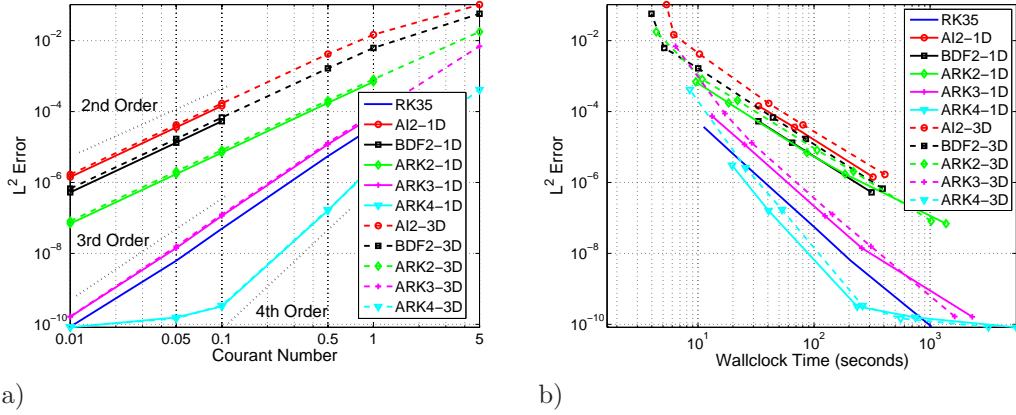 10^-2
10^-4
10^-6
10^-8
10^-10
L^2 Error
2nd Order
3rd Order
4th Order
0.01
0.05
0.1
0.5
1
5
Courant Number
RK35
AI2-1D
BDF2-1D
ARK2-1D
ARK3-1D
ARK4-1D
AI2-3D
BDF2-3D
ARK2-3D
ARK3-3D
ARK4-3D
a)
10^-2
10^-4
10^-6
10^-8
10^-10
L^2 Error
10^1
10^2
10^3
Wallclock Time (seconds)
RK35
AI2-1D
BDF2-1D
ARK2-1D
ARK3-1D
ARK4-1D
AI2-3D
BDF2-3D
ARK2-3D
ARK3-3D
ARK4-3D
b)